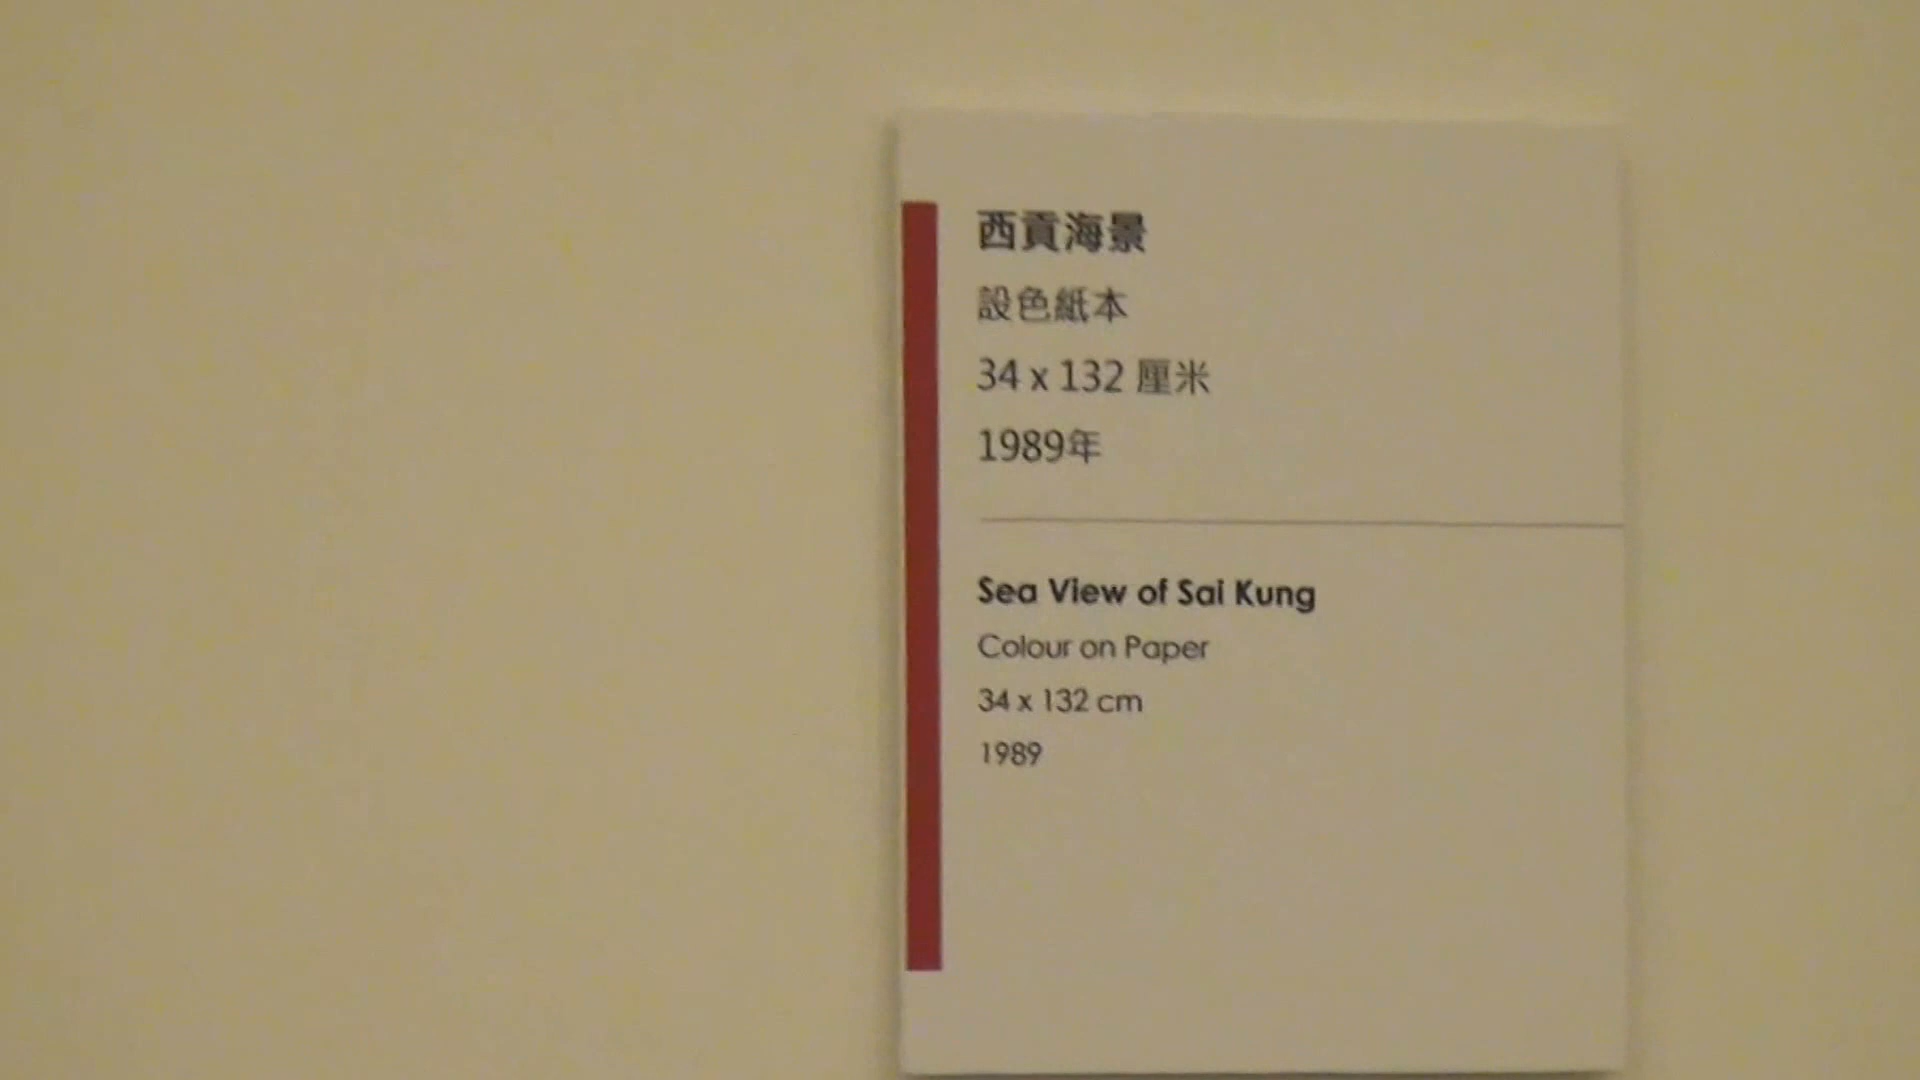 西貢海景
設色紙本
34 x 132 厘米
1989年
Sea View of Sai Kung
Colour on Paper
34 x 132 cm
1989